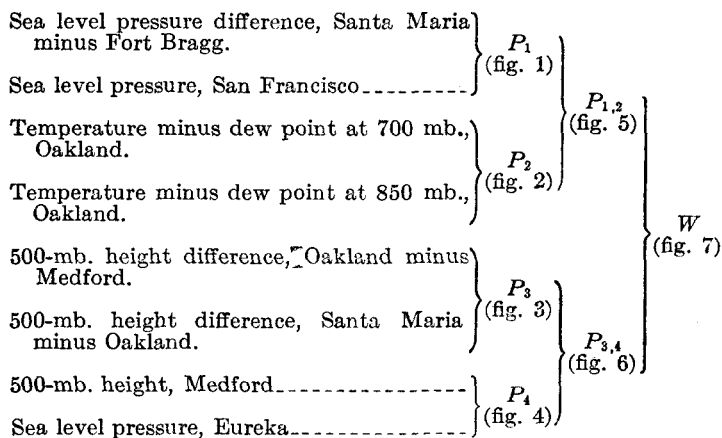 Sea level pressure difference, Santa Maria
minus Fort Bragg.
P₁
(fig. 1)
Sea level pressure, San Francisco
P₁,₂
(fig. 5)
Temperature minus dew point at 700 mb.,
Oakland.
P₂
(fig. 2)
Temperature minus dew point at 850 mb.,
Oakland.
W
(fig. 7)
500-mb. height difference, Oakland minus
Medford.
P₃
(fig. 3)
500-mb. height difference, Santa Maria
minus Oakland.
P₃,₄
(fig. 6)
500-mb. height, Medford
P₄
(fig. 4)
Sea level pressure, Eureka